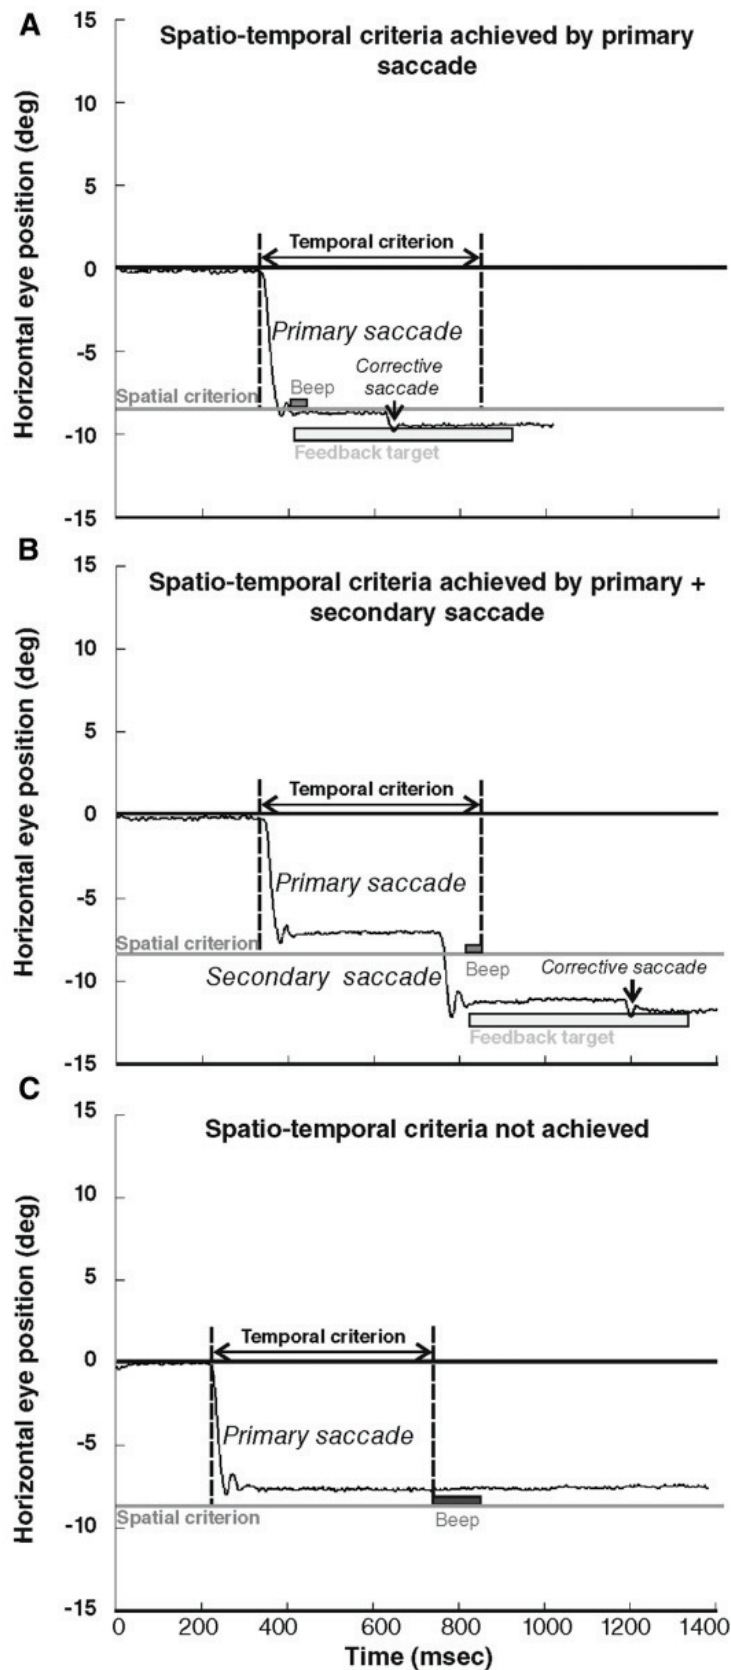 A
Spatio-temporal criteria achieved by primary
saccade
Horizontal eye position (deg)
15
10
5
0
-5
-10
-15
Temporal criterion
Primary saccade
Corrective
saccade
Beep
Spatial criterion
Feedback target
B
Spatio-temporal criteria achieved by primary +
secondary saccade
Horizontal eye position (deg)
15
10
5
0
-5
-10
-15
Temporal criterion
Primary saccade
Spatial criterion
Secondary saccade
Beep
Corrective saccade
Feedback target
C
Spatio-temporal criteria not achieved
Horizontal eye position (deg)
15
10
5
0
-5
-10
-15
Temporal criterion
Primary saccade
Spatial criterion
Beep
0 200 400 600 800 1000 1200 1400
Time (msec)